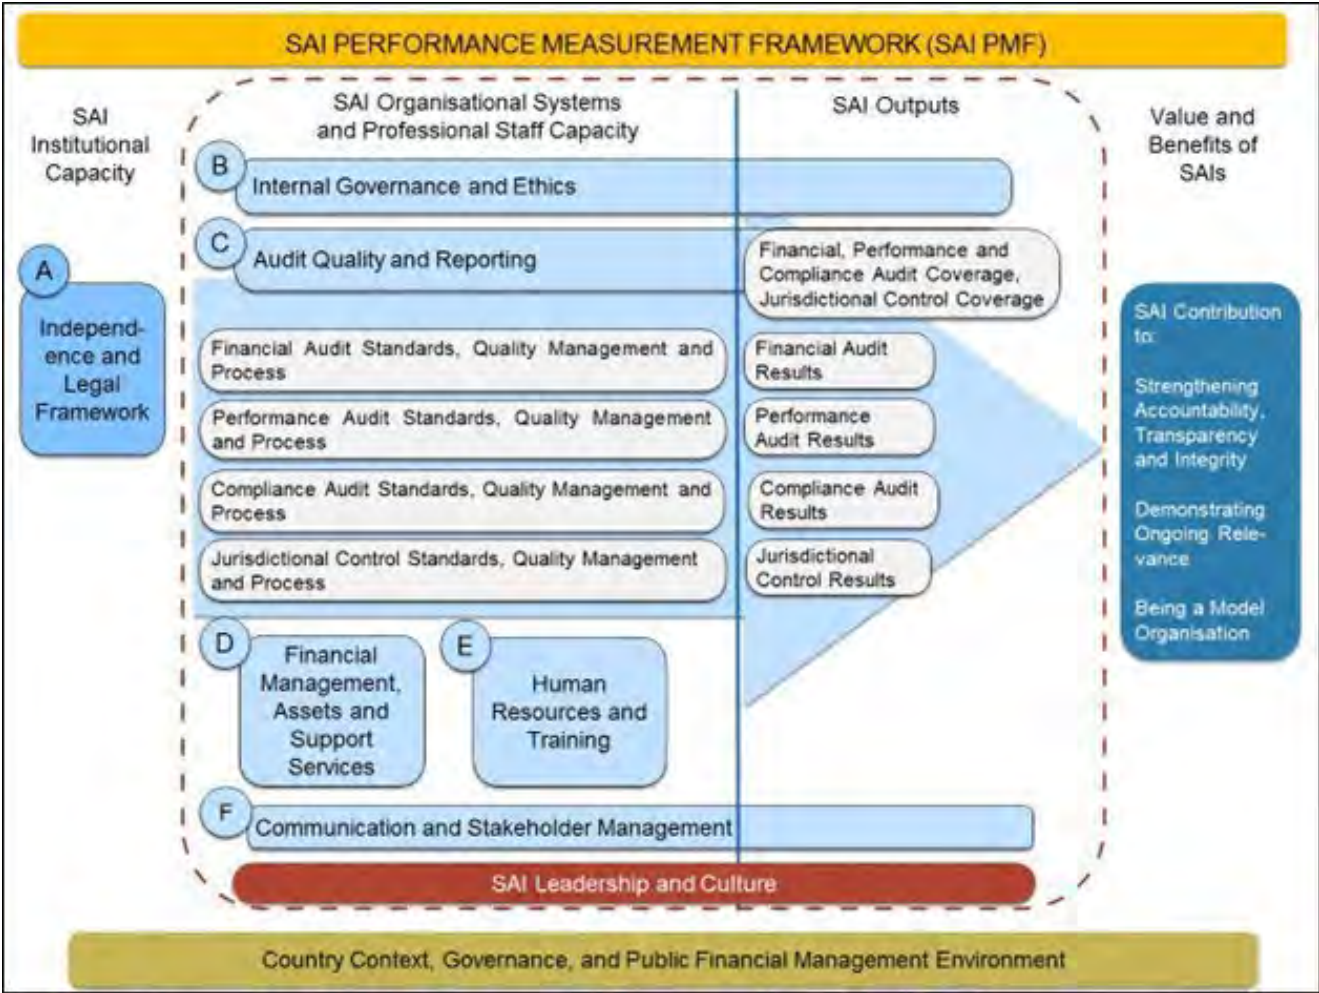 SAI PERFORMANCE MEASUREMENT FRAMEWORK (SAI PMF)
SAI
Institutional
Capacity
SAI Organisational Systems
and Professional Staff Capacity
SAI Outputs
Value and
Benefits of
SAIs
A
Independ-
ence and
Legal
Framework
B
Internal Governance and Ethics
C
Audit Quality and Reporting
Financial, Performance and
Compliance Audit Coverage,
Jurisdictional Control Coverage
Financial Audit Standards, Quality Management and
Process
Financial Audit
Results
Performance Audit Standards, Quality Management
and Process
Performance
Audit Results
Compliance Audit Standards, Quality Management and
Process
Compliance Audit
Results
Jurisdictional Control Standards, Quality Management
and Process
Jurisdictional
Control Results
D
Financial
Management,
Assets and
Support
Services
E
Human
Resources and
Training
F
Communication and Stakeholder Management
SAI Leadership and Culture
SAI Contribution
to:
Strengthening
Accountability,
Transparency
and Integrity
Demonstrating
Ongoing Rele-
vance
Being a Model
Organisation
Country Context, Governance, and Public Financial Management Environment